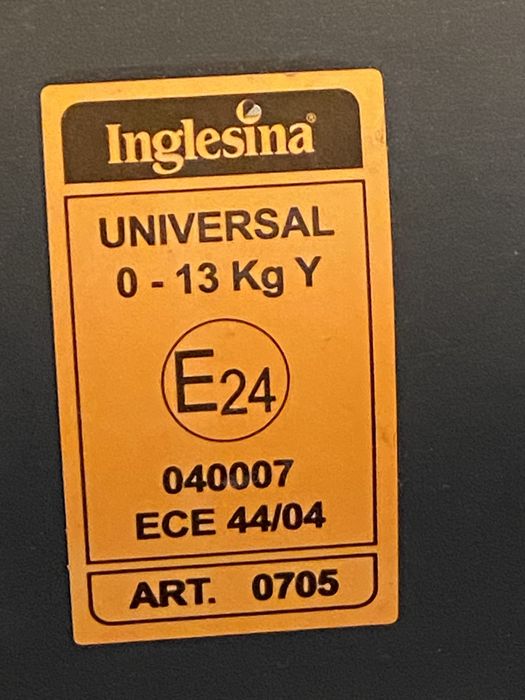 Inglesina®
UNIVERSAL
0 - 13 Kg Y
E24
040007
ECE 44/04
ART. 0705